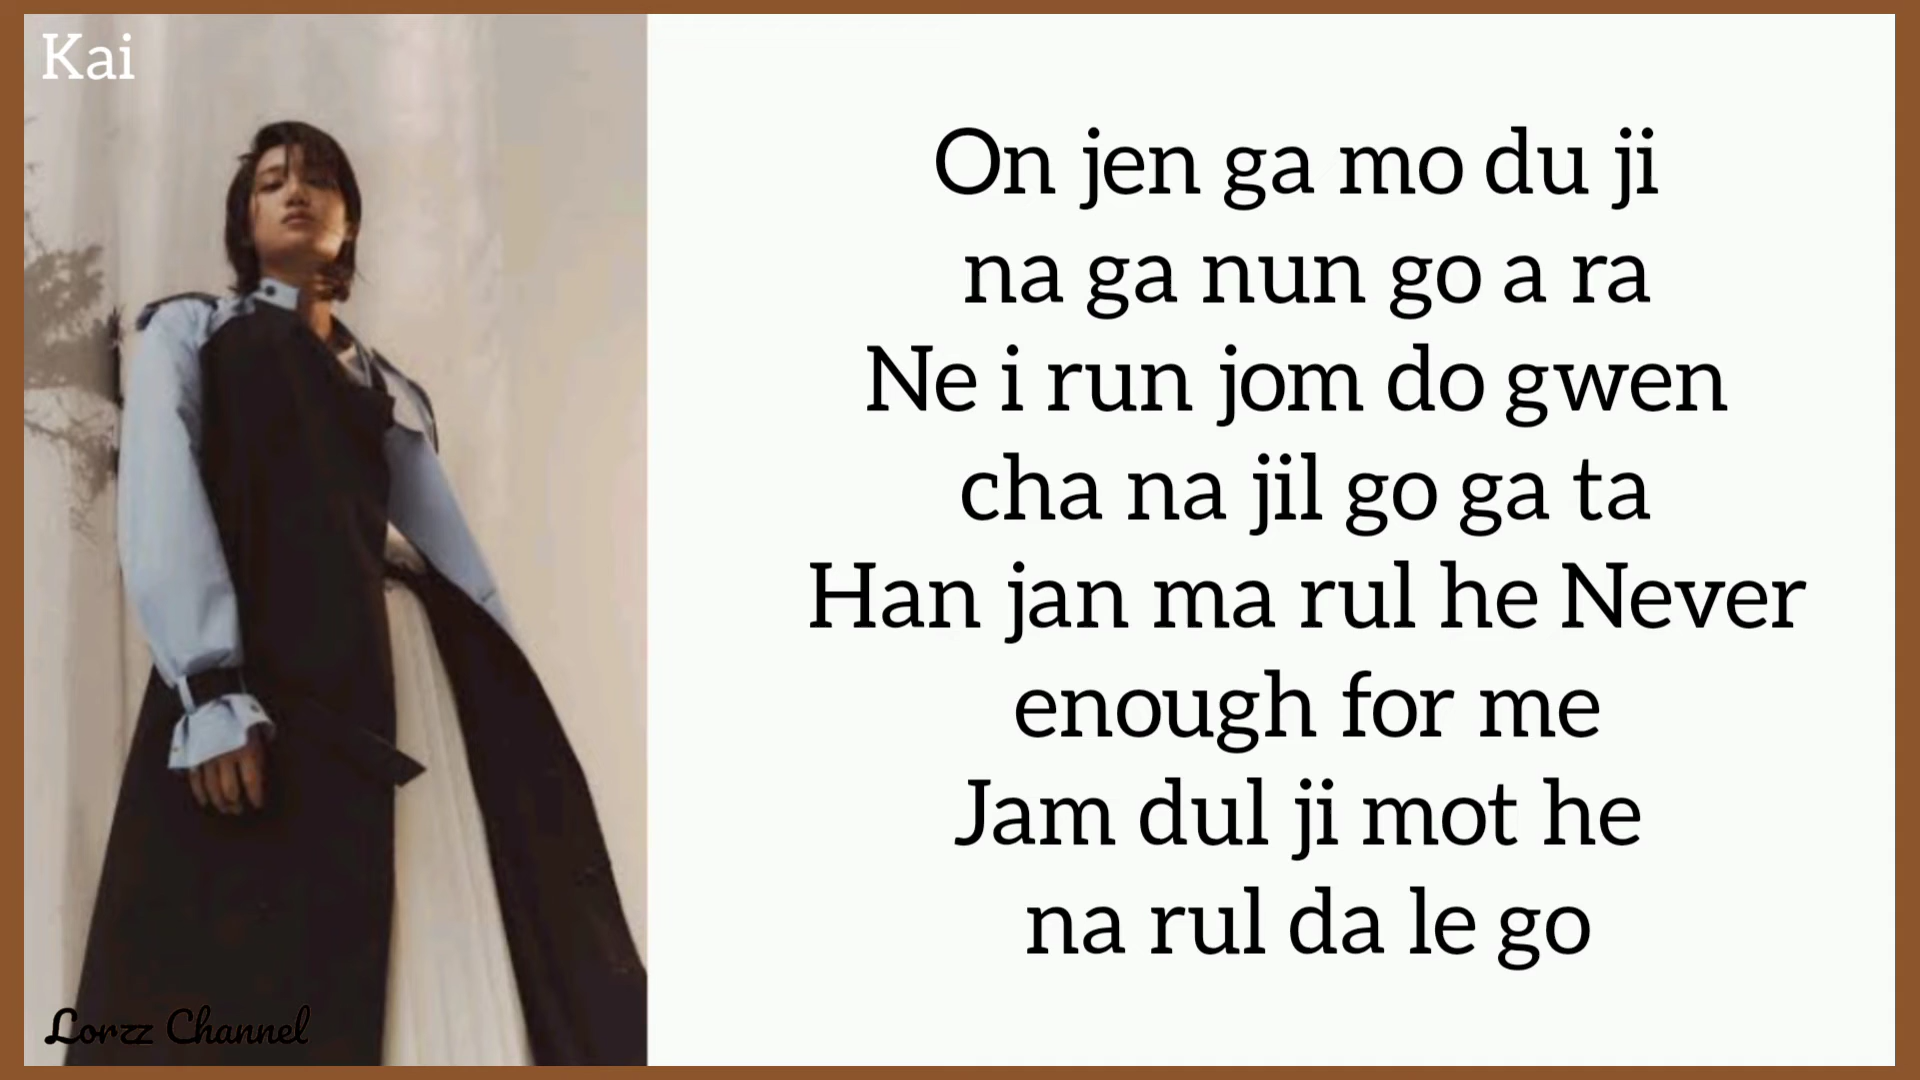 Kai
On jen ga mo du ji
na ga nun go a ra
Ne i run jom do gwen
cha na jil go ga ta
Han jan ma rul he Never
enough for me
Jam dul ji mot he
na rul da le go
Lorzz Channel